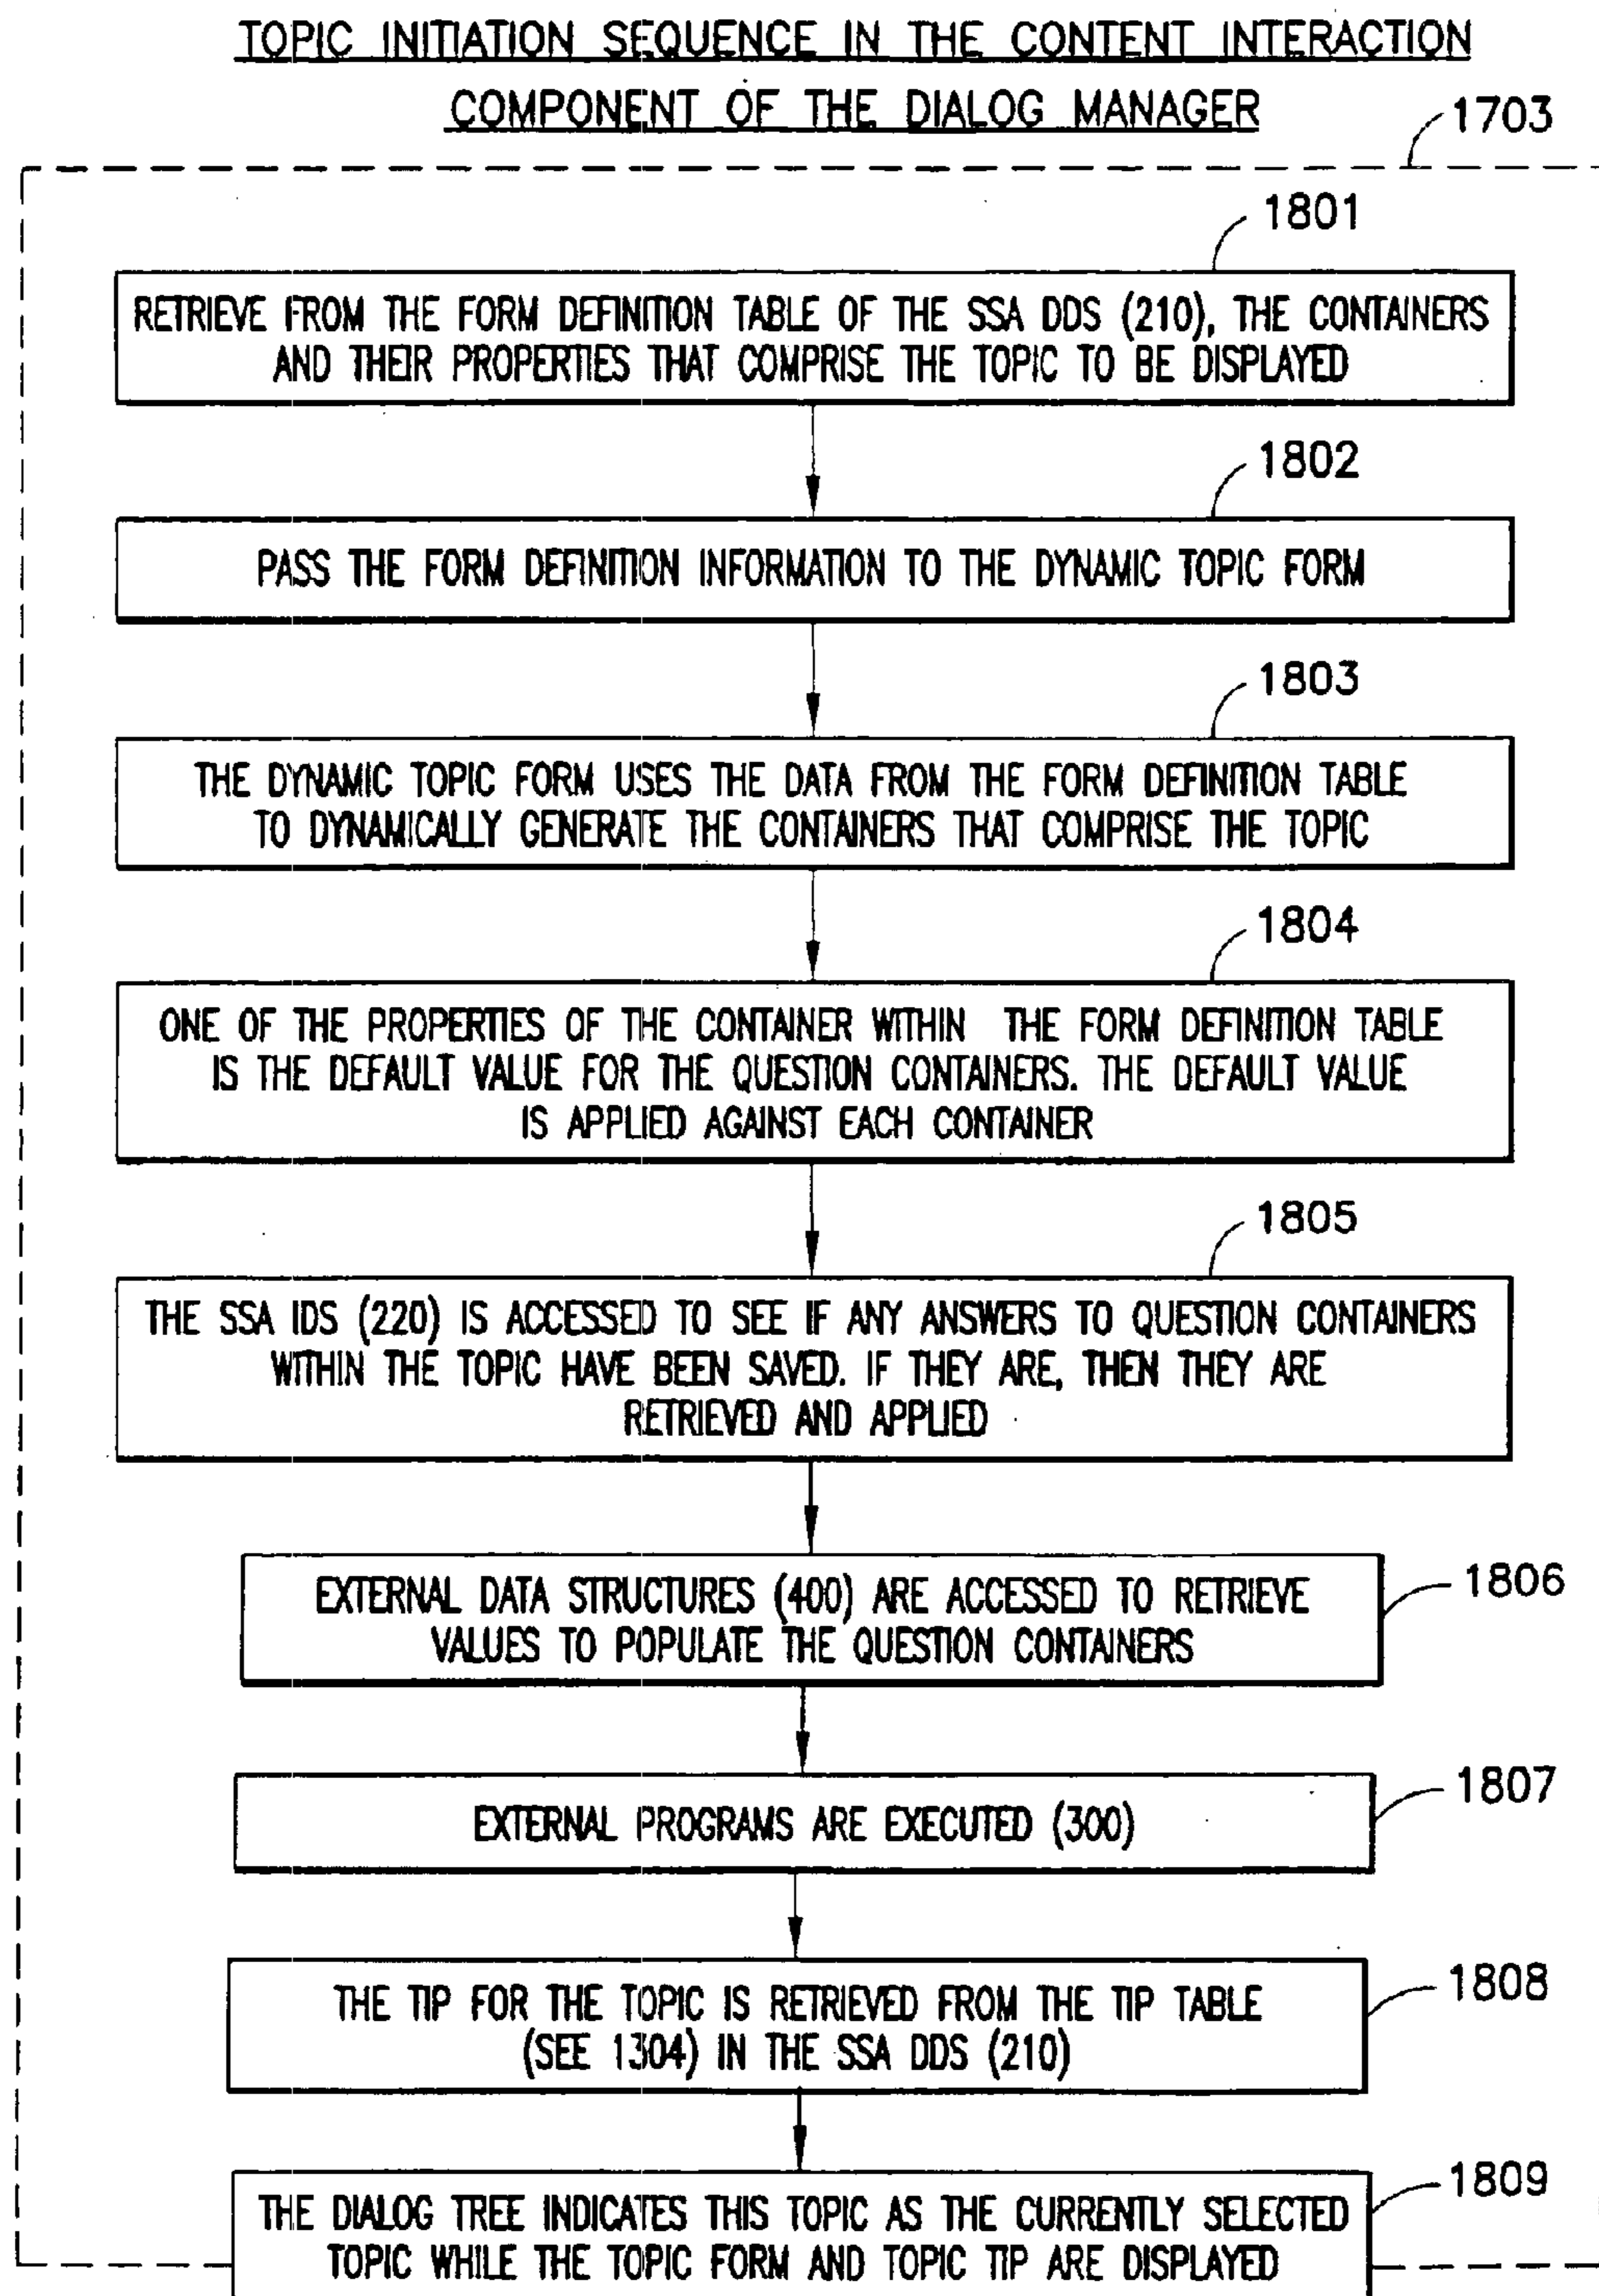 TOPIC INITIATION SEQUENCE IN THE CONTENT INTERACTION
COMPONENT OF THE DIALOG MANAGER
1703
1801
RETRIEVE FROM THE FORM DEFINITION TABLE OF THE SSA DDS (210), THE CONTAINERS
AND THEIR PROPERTIES THAT COMPRISE THE TOPIC TO BE DISPLAYED
1802
PASS THE FORM DEFINITION INFORMATION TO THE DYNAMIC TOPIC FORM
1803
THE DYNAMIC TOPIC FORM USES THE DATA FROM THE FORM DEFINITION TABLE
TO DYNAMICALLY GENERATE THE CONTAINERS THAT COMPRISE THE TOPIC
1804
ONE OF THE PROPERTIES OF THE CONTAINER WITHIN THE FORM DEFINITION TABLE
IS THE DEFAULT VALUE FOR THE QUESTION CONTAINERS. THE DEFAULT VALUE
IS APPLIED AGAINST EACH CONTAINER
1805
THE SSA IDS (220) IS ACCESSED TO SEE IF ANY ANSWERS TO QUESTION CONTAINERS
WITHIN THE TOPIC HAVE BEEN SAVED. IF THEY ARE, THEN THEY ARE
RETRIEVED AND APPLIED
1806
EXTERNAL DATA STRUCTURES (400) ARE ACCESSED TO RETRIEVE
VALUES TO POPULATE THE QUESTION CONTAINERS
1807
EXTERNAL PROGRAMS ARE EXECUTED (300)
1808
THE TIP FOR THE TOPIC IS RETRIEVED FROM THE TIP TABLE
(SEE 1304) IN THE SSA DDS (210)
1809
THE DIALOG TREE INDICATES THIS TOPIC AS THE CURRENTLY SELECTED
TOPIC WHILE THE TOPIC FORM AND TOPIC TIP ARE DISPLAYED